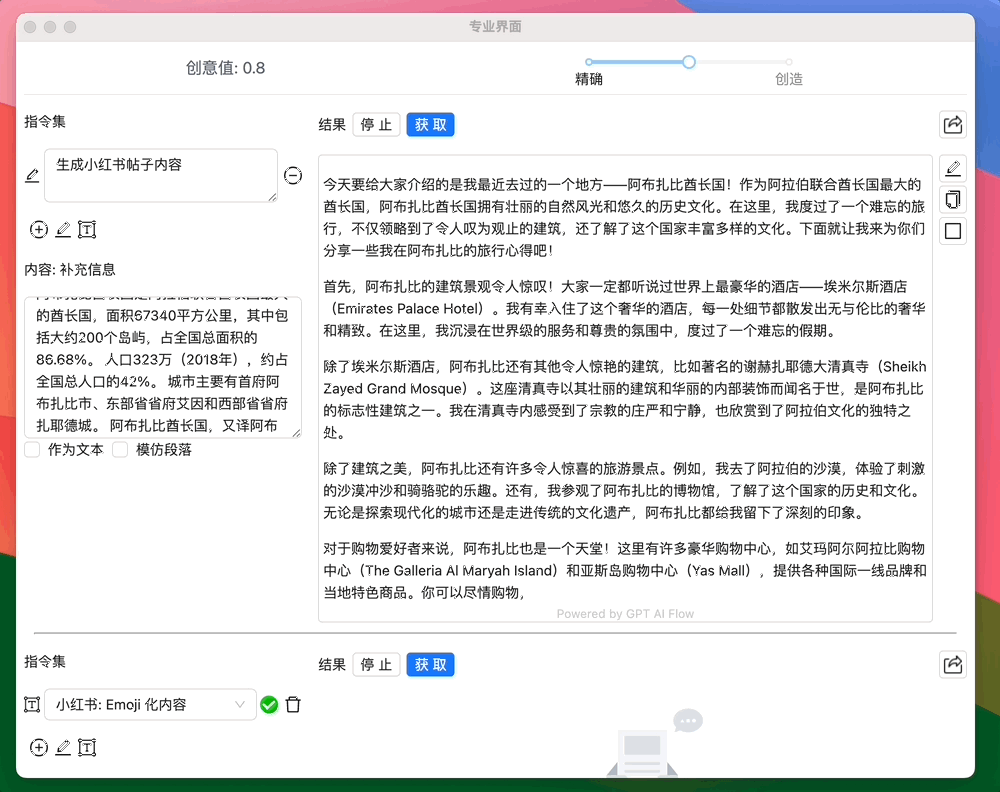 专业界面
创意值: 0.8
精确
创造
指令集
生成小红书帖子内容
内容: 补充信息
的酋长国，面积67340平方公里，其中包
括大约200个岛屿，占全国总面积的
86.68%。 人口323万（2018年），约占
全国总人口的42%。 城市主要有首府阿
布扎比市、东部省省府艾因和西部省省府
扎耶德城。 阿布扎比酋长国，又译阿布
作为文本
模仿段落
结果
停 止
获 取
今天要给大家介绍的是我最近去过的一个地方——阿布扎比酋长国！作为阿拉伯联合酋长国最大的
酋长国，阿布扎比酋长国拥有壮丽的自然风光和悠久的历史文化。在这里，我度过了一个难忘的旅
行，不仅领略到了令人叹为观止的建筑，还了解了这个国家丰富多样的文化。下面就让我来为你们
分享一些我在阿布扎比的旅行心得吧！
首先，阿布扎比的建筑景观令人惊叹！大家一定都听说过世界上最豪华的酒店——埃米尔斯酒店
（Emirates Palace Hotel）。我有幸入住了这个奢华的酒店，每一处细节都散发出无与伦比的奢华
和精致。在这里，我沉浸在世界级的服务和尊贵的氛围中，度过了一个难忘的假期。
除了埃米尔斯酒店，阿布扎比还有其他令人惊艳的建筑，比如著名的谢赫扎耶德大清真寺（Sheikh
Zayed Grand Mosque）。这座清真寺以其壮丽的建筑和华丽的内部装饰而闻名于世，是阿布扎比
的标志性建筑之一。我在清真寺内感受到了宗教的庄严和宁静，也欣赏到了阿拉伯文化的独特之
处。
除了建筑之美，阿布扎比还有许多令人惊喜的旅游景点。例如，我去了阿拉伯的沙漠，体验了刺激
的沙漠冲沙和骑骆驼的乐趣。还有，我参观了阿布扎比的博物馆，了解了这个国家的历史和文化。
无论是探索现代化的城市还是走进传统的文化遗产，阿布扎比都给我留下了深刻的印象。
对于购物爱好者来说，阿布扎比也是一个天堂！这里有许多豪华购物中心，如艾玛阿尔阿拉比购物
中心（The Galleria Al Maryah Island）和亚斯岛购物中心（Yas Mall），提供各种国际一线品牌和
当地特色商品。你可以尽情购物，
Powered by GPT AI Flow
指令集
小红书: Emoji 化内容
结果
停 止
获 取